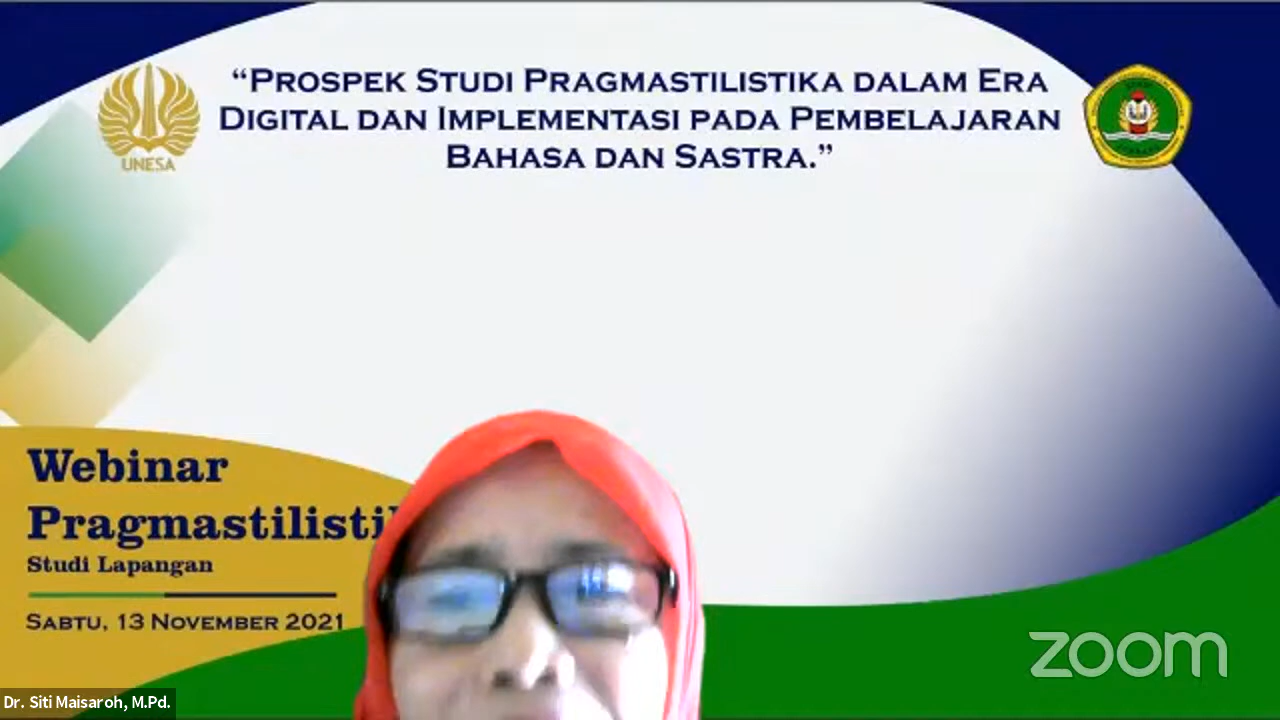 “PROSPEK STUDI PRAGMASTILISTIKA DALAM ERA
DIGITAL DAN IMPLEMENTASI PADA PEMBELAJARAN
BAHASA DAN SASTRA.”
UNESA
Webinar
Pragmastilisti
Studi Lapangan
SABTU, 13 NOVEMBER 2021
zoom
Dr. Siti Maisaroh, M.Pd.